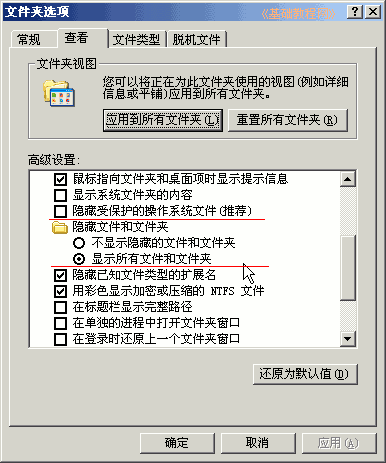 文件夹选项
《基础教程网》
常规 查看 文件类型 脱机文件
文件夹视图
您可以将正在为此文件夹使用的视图(例如详细
信息或平铺)应用到所有文件夹。
应用到所有文件夹(L) 重置所有文件夹(R)
高级设置:
鼠标指向文件夹和桌面项时显示提示信息
显示系统文件夹的内容
隐藏受保护的操作系统文件(推荐)
隐藏文件和文件夹
不显示隐藏的文件和文件夹
显示所有文件和文件夹
隐藏已知文件类型的扩展名
用彩色显示加密或压缩的 NTFS 文件
在标题栏显示完整路径
在单独的进程中打开文件夹窗口
在登录时还原上一个文件夹窗口
还原为默认值(D)
确定 取消 应用(A)